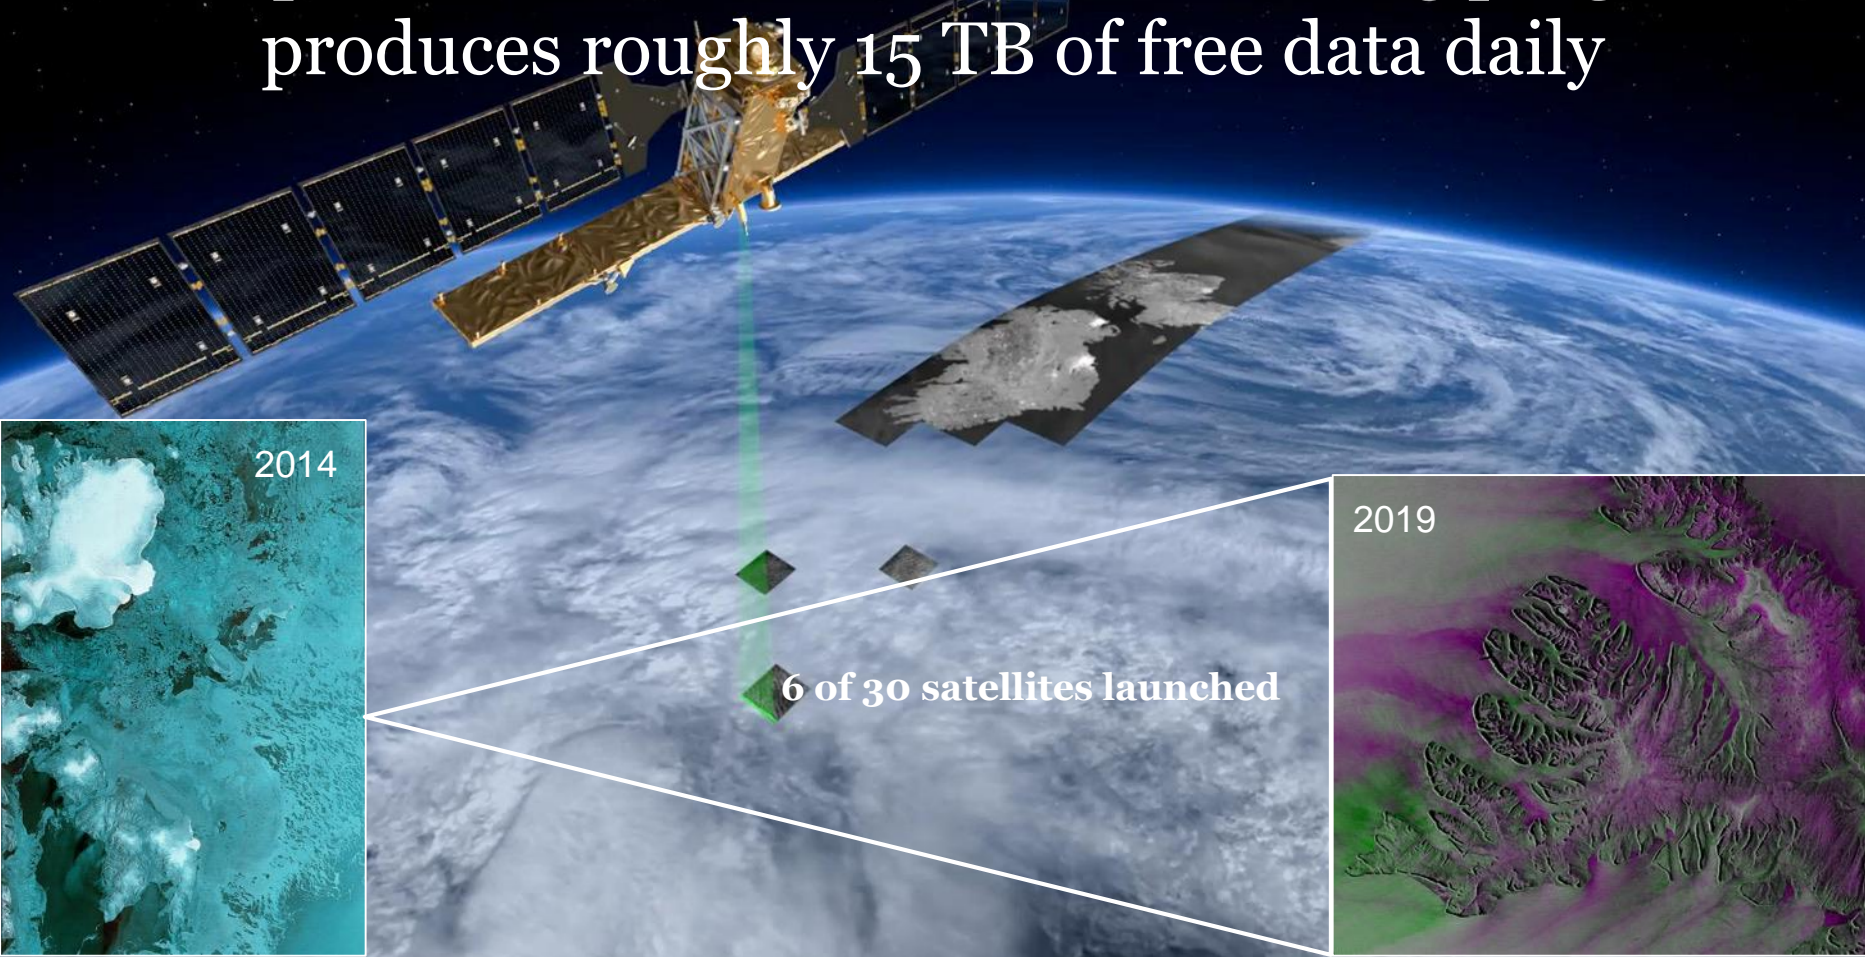 produces roughly 15 TB of free data daily
2014
2019
6 of 30 satellites launched